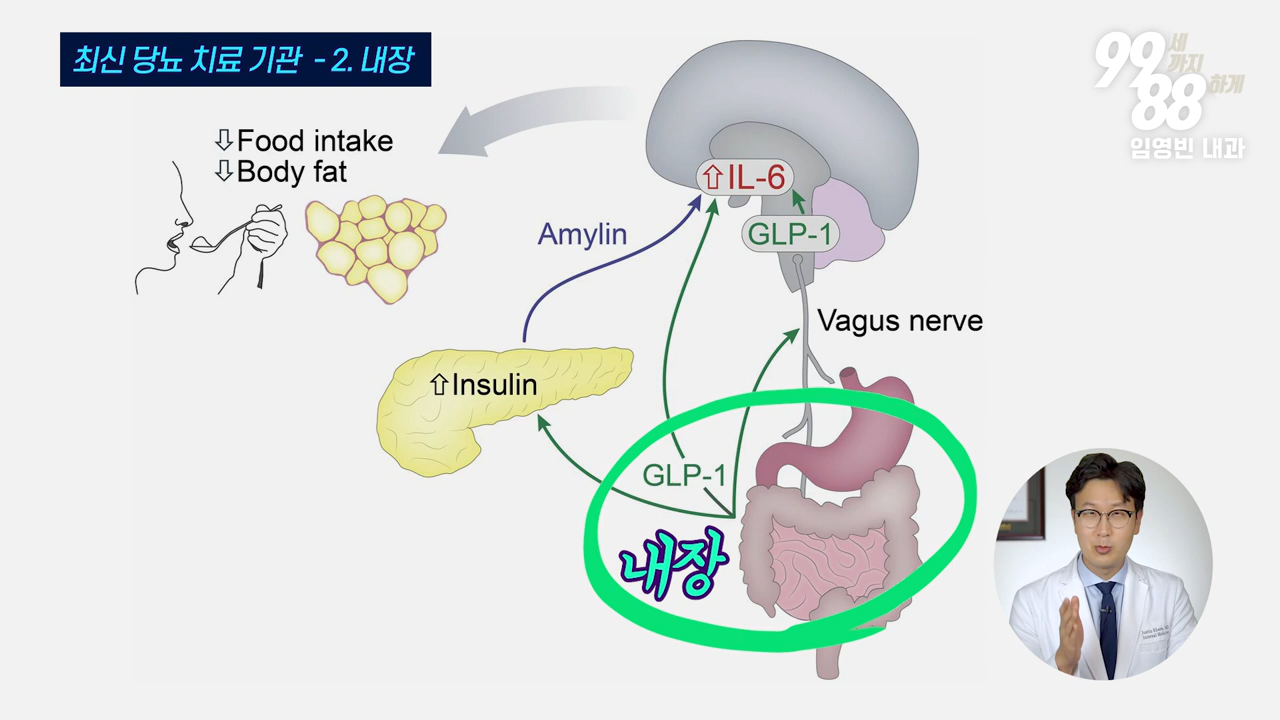 최신 당뇨 치료 기관 - 2. 내장
99세
까지
88하게
임영빈 내과
⇩Food intake
⇩Body fat
⇧IL-6
Amylin
GLP-1
Vagus nerve
⇧Insulin
GLP-1
내장